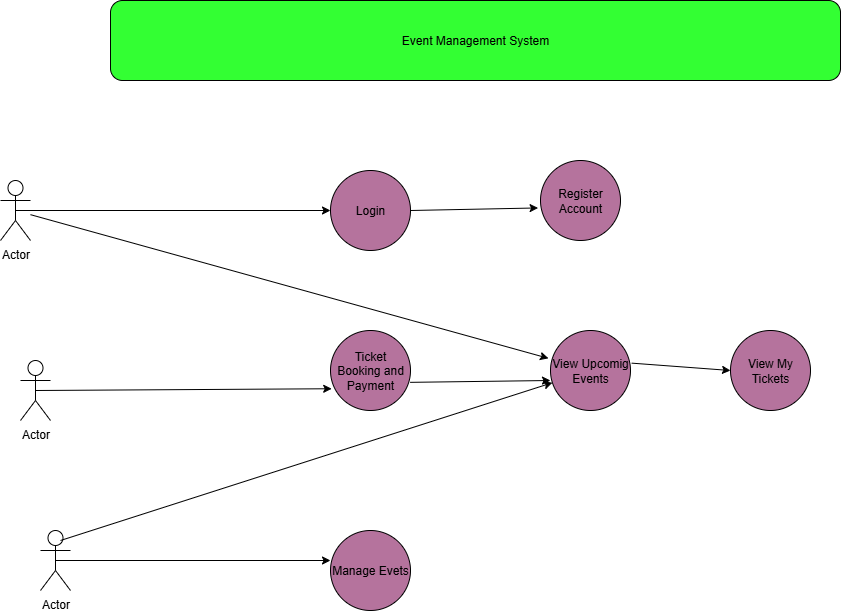 Event Management System
Login
Register
Account
Actor
Ticket
Booking and
Payment
View Upcomig
Events
View My
Tickets
Actor
Manage Evets
Actor